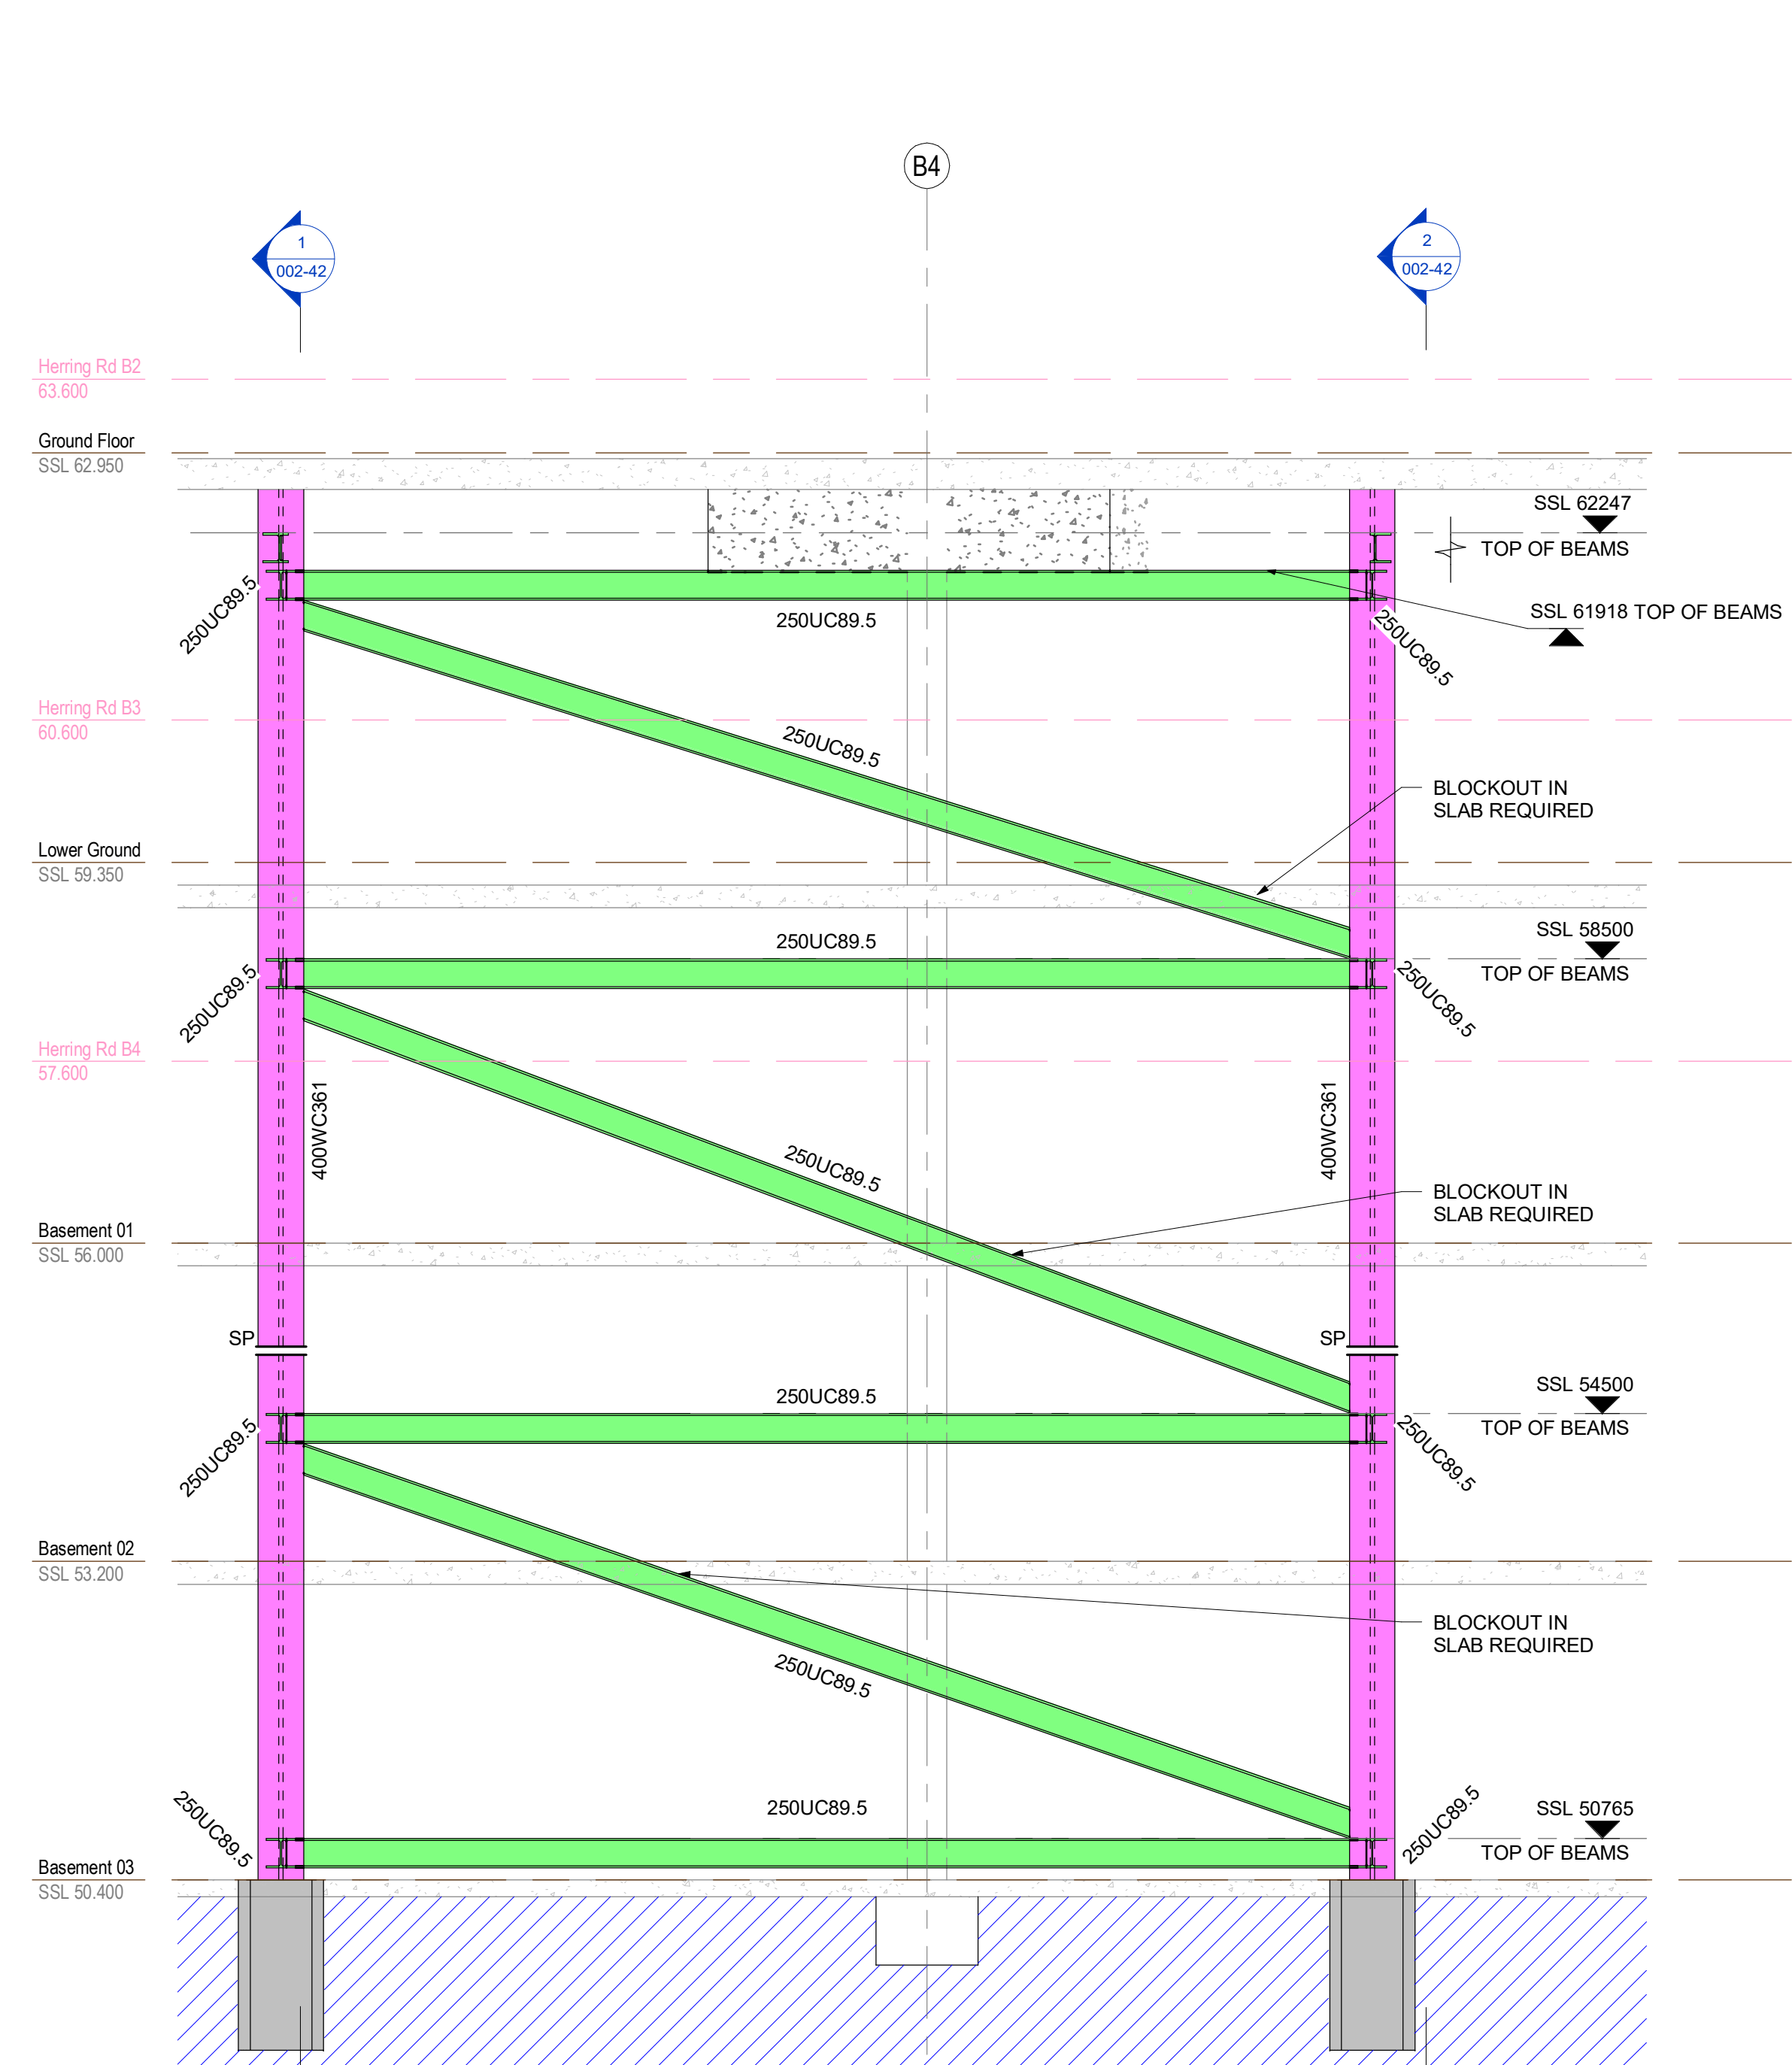 B4
1
002-42
2
002-42
Herring Rd B2
63.600
Ground Floor
SSL 62.950
SSL 62247
TOP OF BEAMS
250UC89.5
250UC89.5
SSL 61918 TOP OF BEAMS
250UC89.5
Herring Rd B3
60.600
250UC89.5
BLOCKOUT IN
SLAB REQUIRED
Lower Ground
SSL 59.350
250UC89.5
SSL 58500
TOP OF BEAMS
250UC89.5
250UC89.5
Herring Rd B4
57.600
400WC361
400WC361
250UC89.5
BLOCKOUT IN
SLAB REQUIRED
Basement 01
SSL 56.000
SP
SP
250UC89.5
SSL 54500
TOP OF BEAMS
250UC89.5
250UC89.5
Basement 02
SSL 53.200
BLOCKOUT IN
SLAB REQUIRED
250UC89.5
250UC89.5
250UC89.5
250UC89.5
SSL 50765
TOP OF BEAMS
Basement 03
SSL 50.400